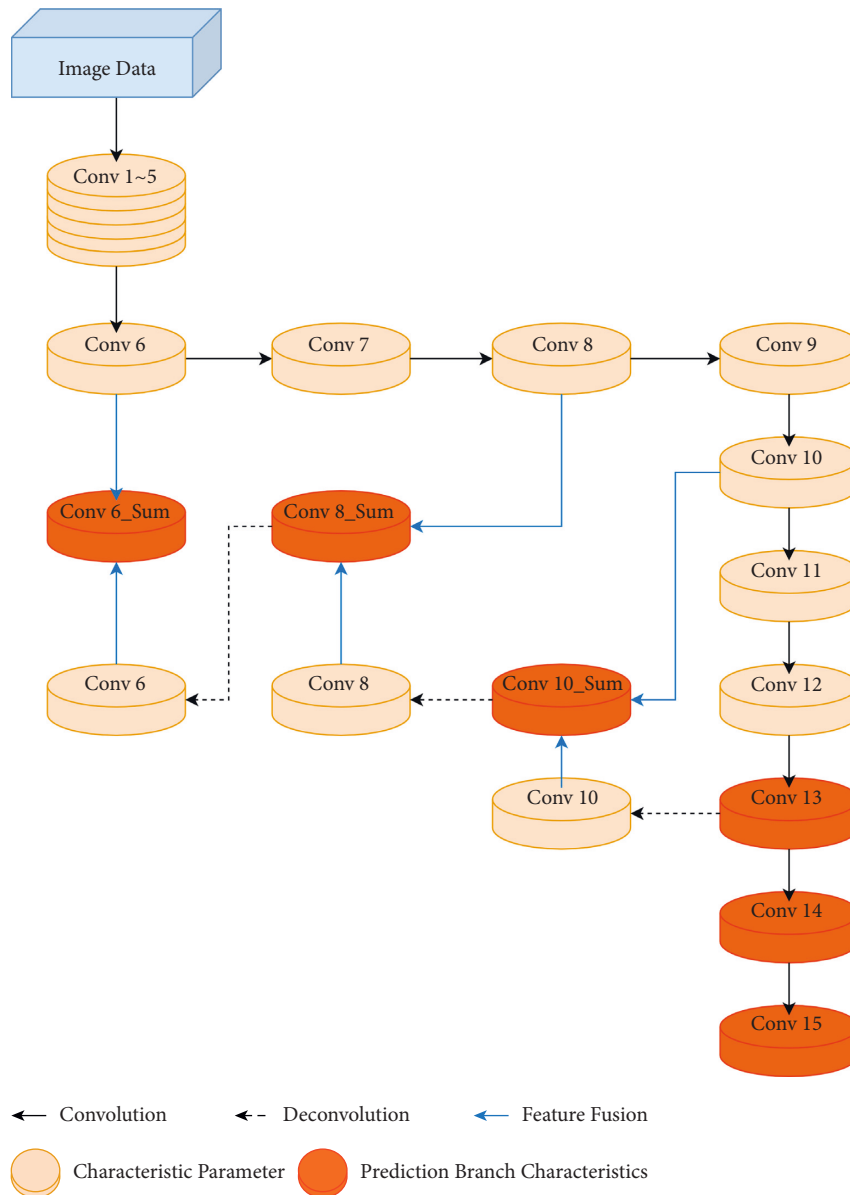 Image Data
Conv 1~5
Conv 6
Conv 7
Conv 8
Conv 9
Conv 10
Conv 6_Sum
Conv 8_Sum
Conv 11
Conv 6
Conv 8
Conv 10_Sum
Conv 12
Conv 10
Conv 13
Conv 14
Conv 15
Convolution
Deconvolution
Feature Fusion
Characteristic Parameter
Prediction Branch Characteristics